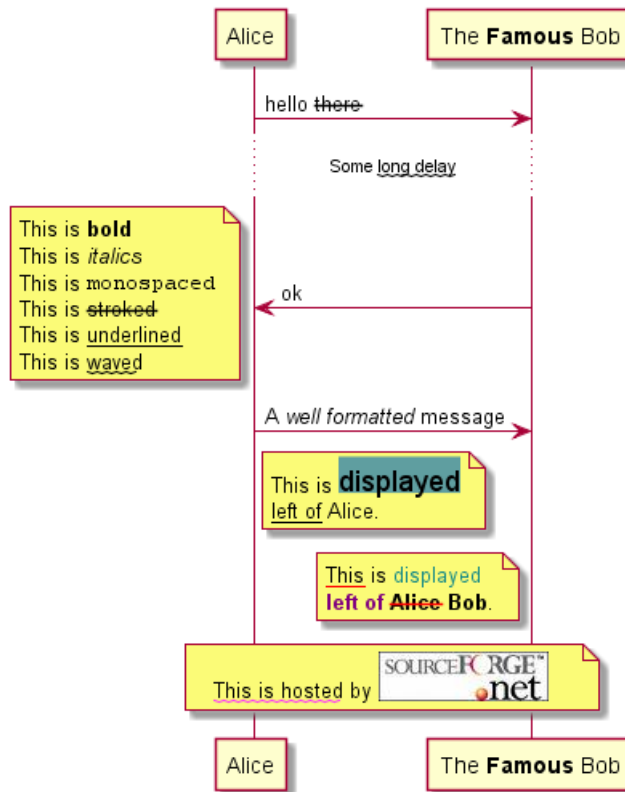 Alice
The Famous Bob
hello there
Some long delay
This is bold
This is italics
This is monospaced
This is stroked
This is underlined
This is waved
ok
A well formatted message
This is displayed
left of Alice.
This is displayed
left of Alice Bob.
This is hosted by SOURCEFORGE™
.net
Alice
The Famous Bob